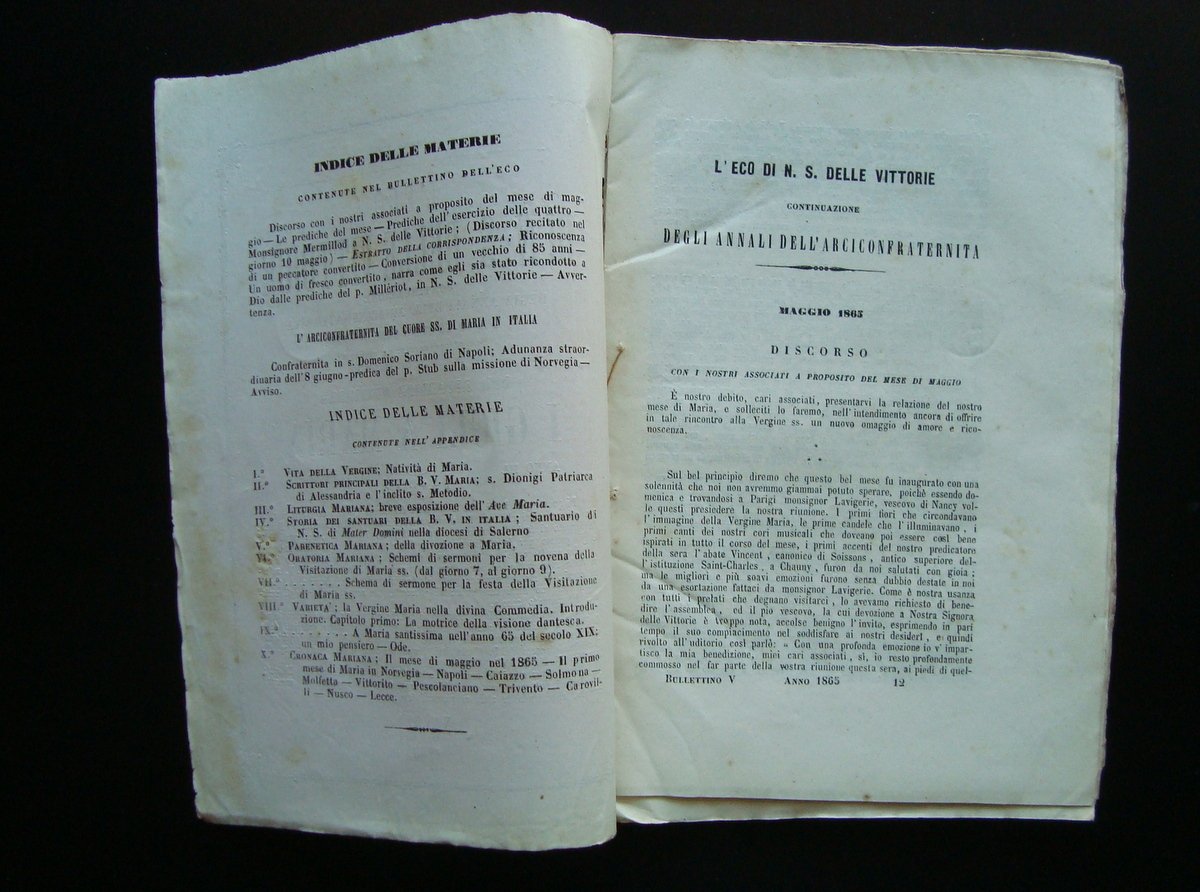 INDICE DELLE MATERIE
CONTENUTE NEL BULLETTINO DELL'ECO
Discorso con i nostri associati a proposito del mese di mag-
gio — Le prediche del mese — Prediche dell'esercizio delle quattro —
Monsignore Mermillod a N. S. delle Vittorie; (Discorso recitato nel
giorno 10 maggio) — ESTRATTO DELLA CORRISPONDENZA; Riconoscenza
di un peccatore convertito — Conversione di un vecchio di 85 anni —
Un uomo di fresco convertito, narra come egli sia stato ricondotto a
Dio dalle prediche del p. Millériot, in N. S. delle Vittorie — Avver-
tenza.
L'ARCICONFRATERNITA DEL CUORE SS. DI MARIA IN ITALIA
Confraternita in s. Domenico Soriano di Napoli; Adunanza straor-
dinaria dell'8 giugno-predica del p. Stub sulla missione di Norvegia —
Avviso.
INDICE DELLE MATERIE
CONTENUTE NELL'APPENDICE
I.° VITA DELLA VERGINE; Natività di Maria.
II.° SCRITTORI PRINCIPALI DELLA B. V. MARIA; s. Dionigi Patriarca
di Alessandria e l'inclito s. Metodio.
III.° LITURGIA MARIANA; breve esposizione dell'Ave Maria.
IV.° STORIA DEI SANTUARI DELLA B. V. IN ITALIA; Santuario di
N. S. di Mater Domini nella diocesi di Salerno
V.° PARENETICA MARIANA; della divozione a Maria.
VI.° ORATORIA MARIANA; Schemi di sermoni per la novena della
Visitazione di Maria ss. (dal giorno 7, al giorno 9).
VII.° . . . . . . . Schema di sermone per la festa della Visitazione
di Maria ss.
VIII.° VARIETA'; la Vergine Maria nella divina Commedia. Introdu-
zione. Capitolo primo: La motrice della visione dantesca.
IX.° . . . . . . . . A Maria santissima nell'anno 65 del secolo XIX;
un mio pensiero — Ode.
X.° CRONACA MARIANA; Il mese di maggio nel 1865 — Il primo
mese di Maria in Norvegia — Napoli — Caiazzo — Solmona
Molfetta — Vittorito — Pescolanciano — Trivento — Carovil-
li — Nusco — Lecce.
L'ECO DI N. S. DELLE VITTORIE
CONTINUAZIONE
DEGLI ANNALI DELL'ARCICONFRATERNITA
MAGGIO 1865
DISCORSO
CON I NOSTRI ASSOCIATI A PROPOSITO DEL MESE DI MAGGIO
È nostro debito, cari associati, presentarvi la relazione del nostro
mese di Maria, e solleciti lo faremo, nell'intendimento ancora di offrire
in tale rincontro alla Vergine ss. un nuovo omaggio di amore e rico-
noscenza.
*
* *
Sul bel principio diremo che questo bel mese fu inaugurato con una
solennità che noi non avremmo giammai potuto sperare, poichè essendo do-
menica e trovandosi a Parigi monsignor Lavigerie, vescovo di Nancy vol-
le questi presiedere la nostra riunione. I primi fiori che circondavano
l'immagine della Vergine Maria, le prime candele che l'illuminavano, i
primi canti dei nostri cori musicali che doveano poi essere così bene
ispirati in tutto il corso del mese, i primi accenti del nostro predicatore
della sera l'abate Vincent, canonico di Soissons, antico superiore del-
l'istituzione Saint-Charles, a Chauny, furon da noi salutati con gioia;
ma le migliori e più soavi emozioni furono senza dubbio destate in noi
da una esortazione fattaci da monsignor Lavigerie. Come è nostra usanza
con tutti i prelati che degnano visitarci, lo avevamo richiesto di bene-
dire l'assemblea, ed il pio vescovo, la cui devozione a Nostra Signora
delle Vittorie è troppo nota, accolse benigno l'invito, esprimendo in pari
tempo il suo compiacimento nel soddisfare ai nostri desideri, e quindi
rivolto all'uditorio così parlò: « Con una profonda emozione io v'impar-
tisco la mia benedizione, miei cari associati, sì, io resto profondamente
commosso nel far parte della vostra riunione questa sera, ai piedi di quel-
BULLETTINO V ANNO 1865 12